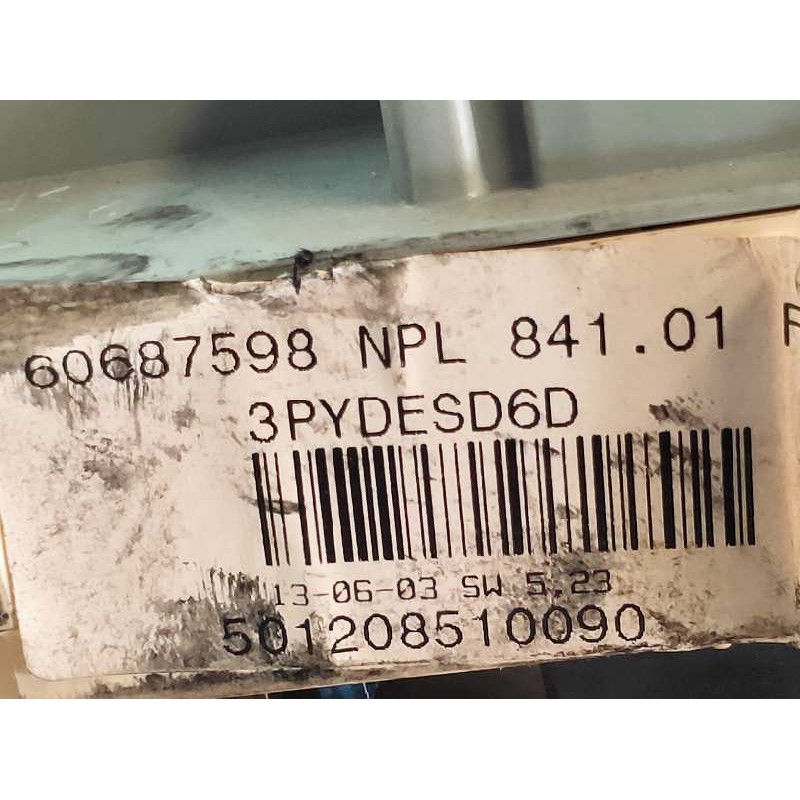 P
60687598 NPL 841.01
3PYDESD6D
13-06-03 SW 5.23
501208510090